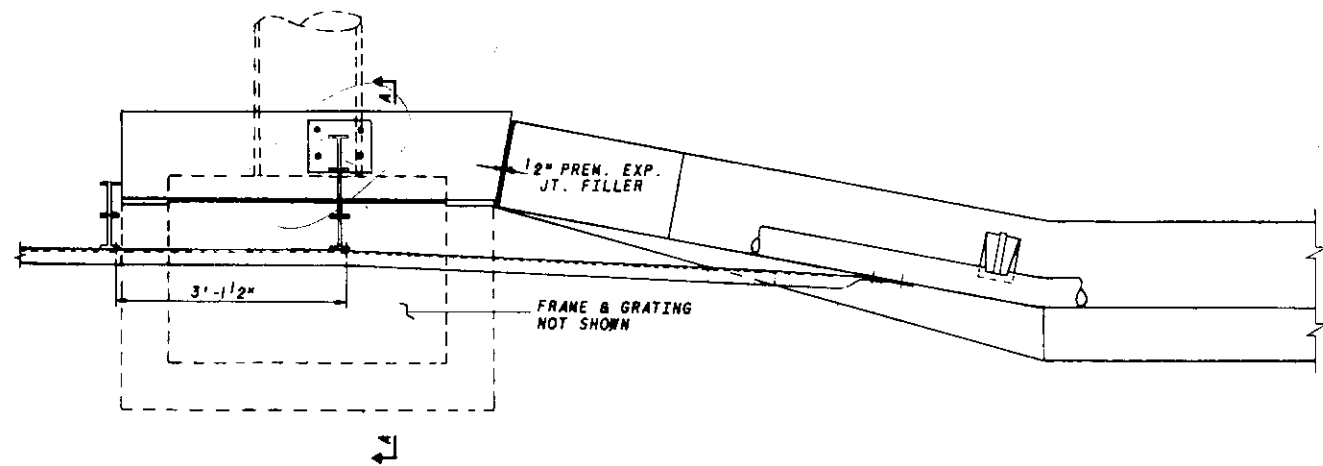 A
1/2" PREM. EXP.
JT. FILLER
3'-1 1/2"
FRAME & GRATING
NOT SHOWN
A